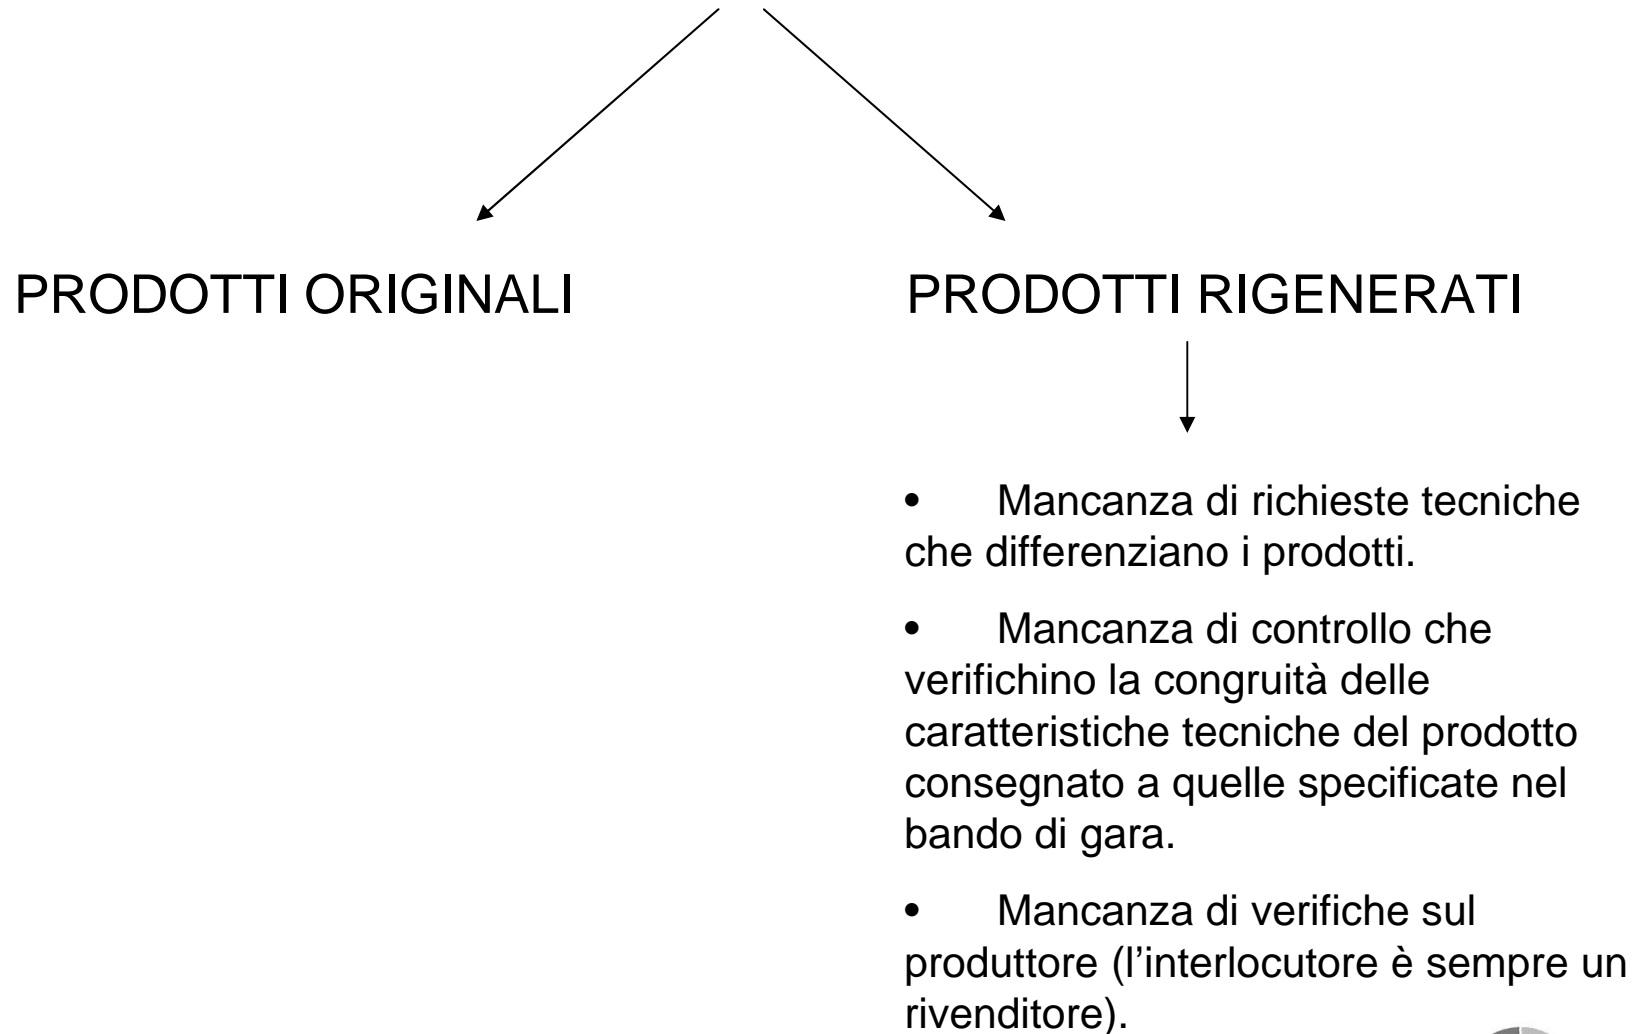 PRODOTTI ORIGINALI
PRODOTTI RIGENERATI
• Mancanza di richieste tecniche
che differenziano i prodotti.
• Mancanza di controllo che
verifichino la congruità delle
caratteristiche tecniche del prodotto
consegnato a quelle specificate nel
bando di gara.
• Mancanza di verifiche sul
produttore (l’interlocutore è sempre un
rivenditore).